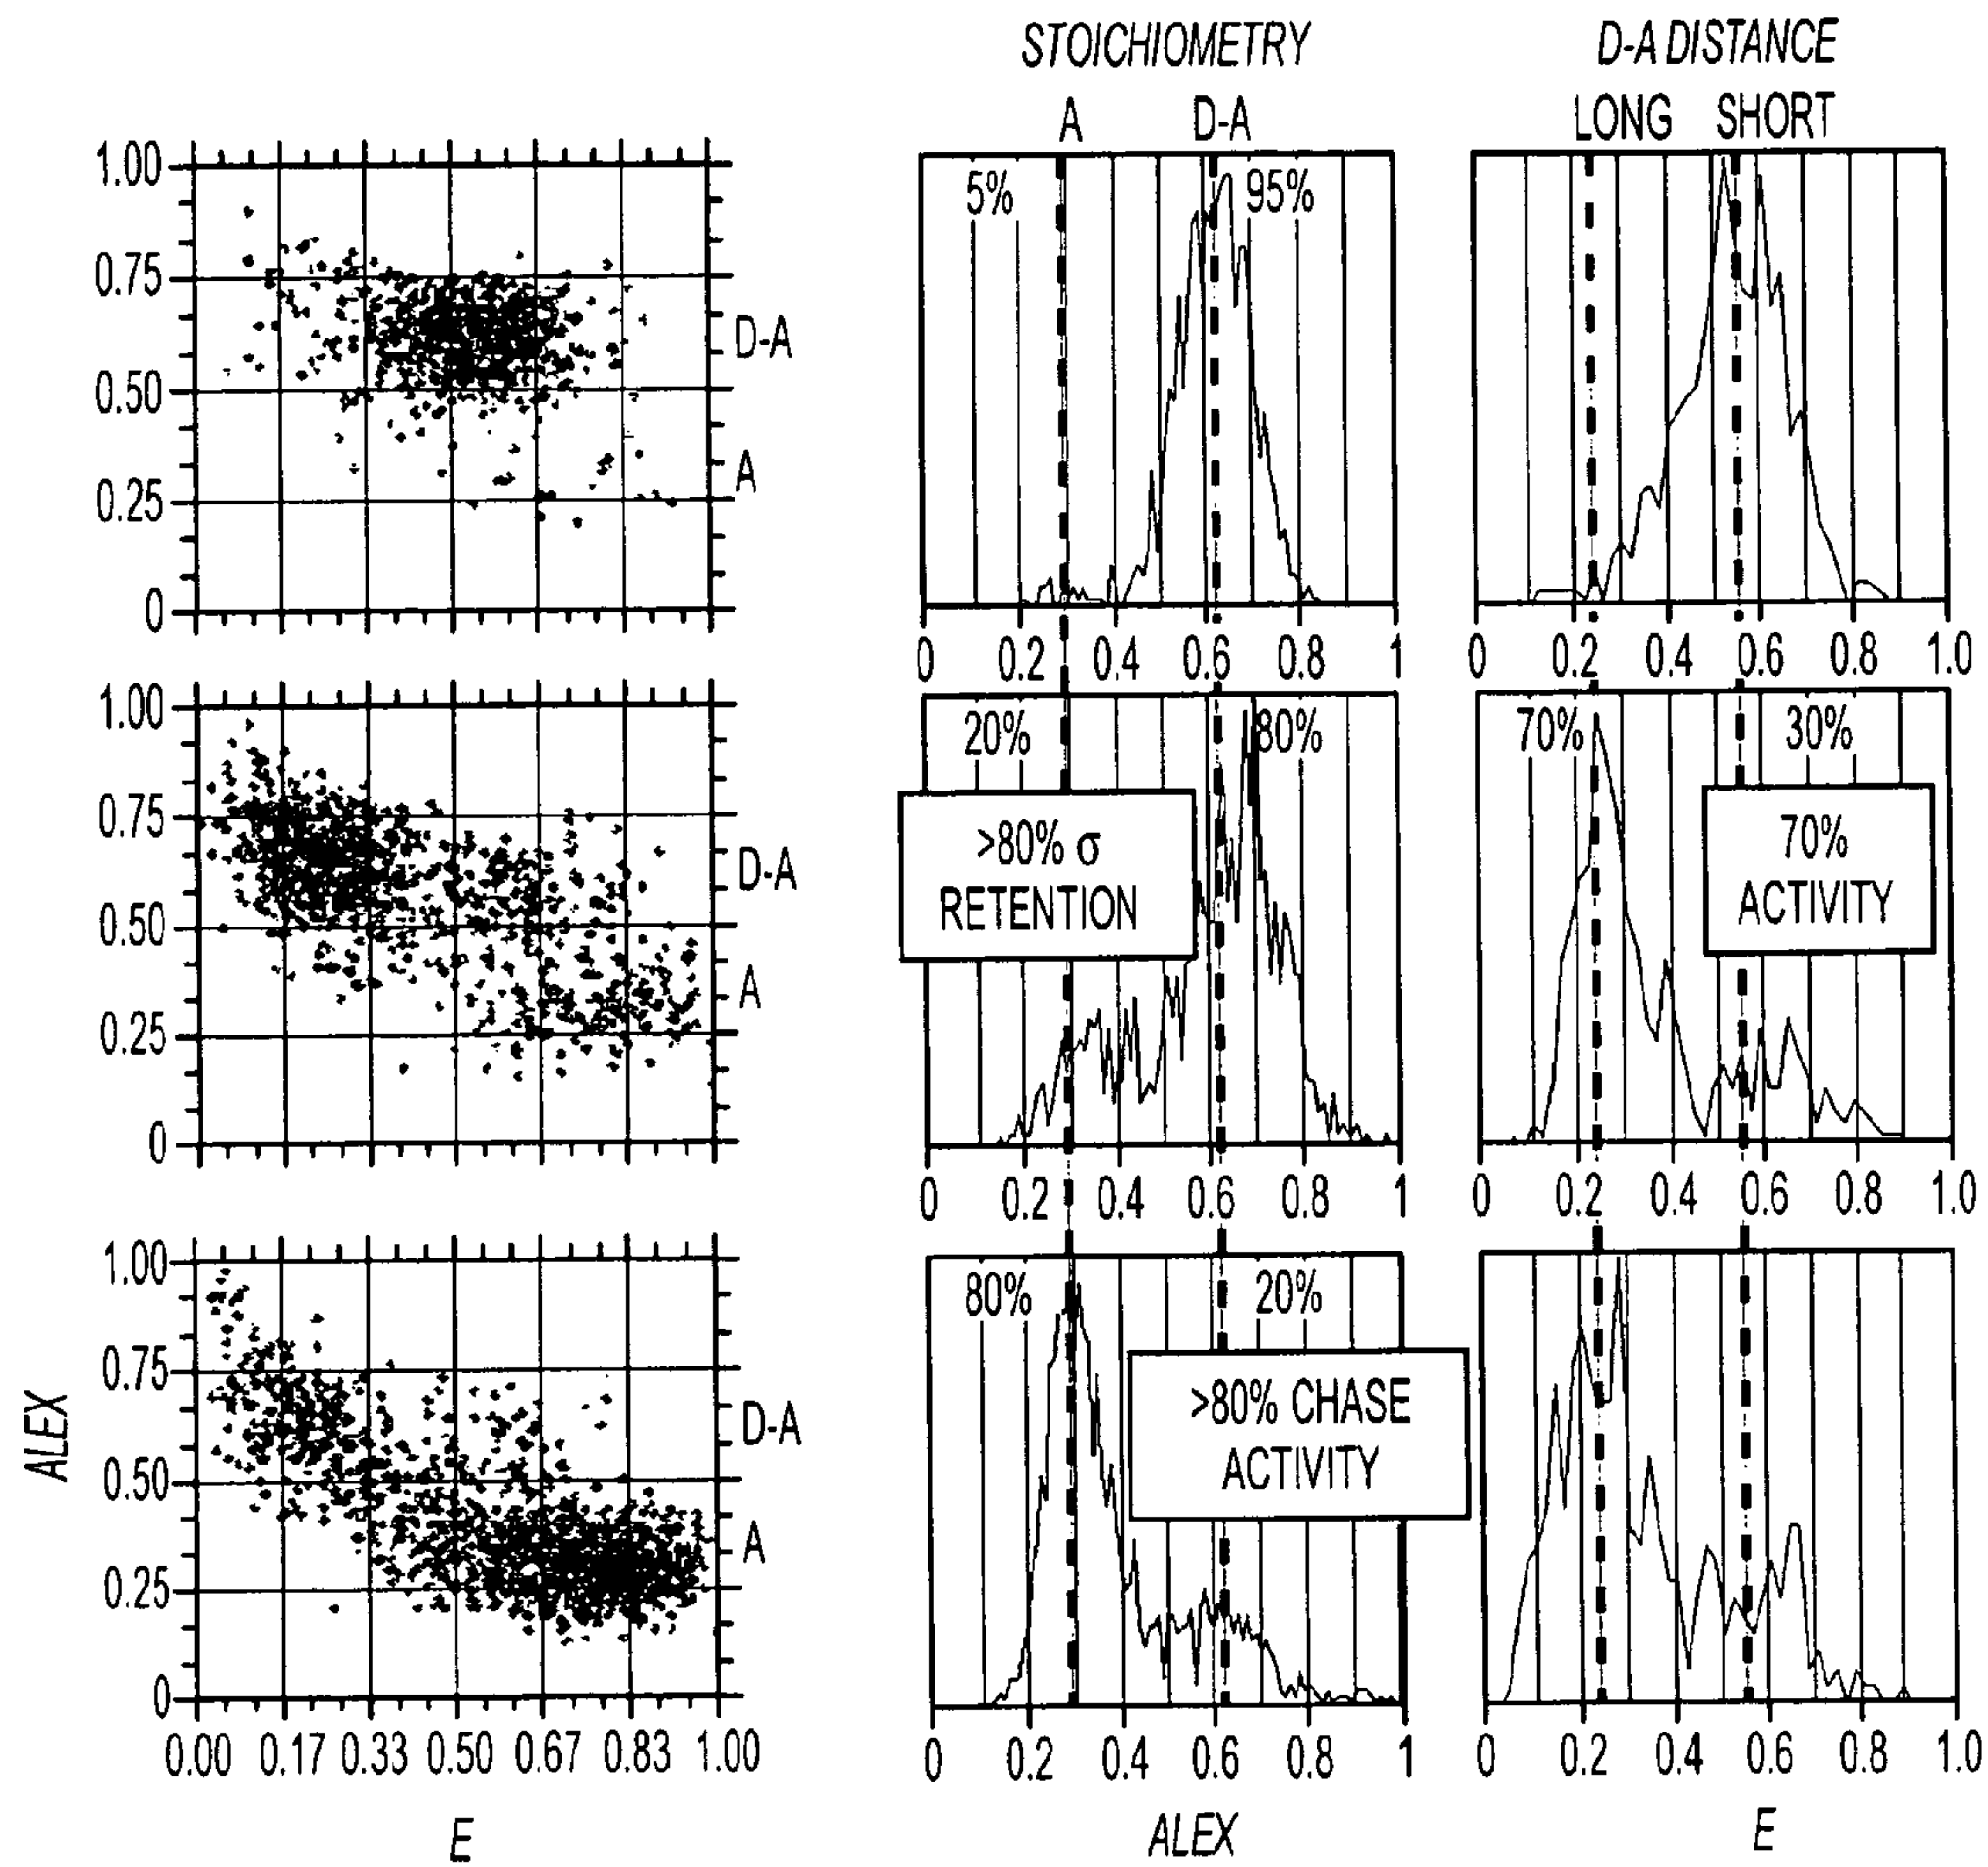 STOICHIOMETRY
D-A DISTANCE
A D-A
LONG SHORT
1.00
0.75
0.50
0.25
0
D-A
A
5% 95%
0 0.2 0.4 0.6 0.8 1
0 0.2 0.4 0.6 0.8 1.0
1.00
0.75
0.50
0.25
0
D-A
A
20% 80%
>80% σ
RETENTION
70% 30%
70%
ACTIVITY
0 0.2 0.4 0.6 0.8 1
0 0.2 0.4 0.6 0.8 1.0
ALEX
1.00
0.75
0.50
0.25
0
D-A
A
80% 20%
>80% CHASE
ACTIVITY
0.00 0.17 0.33 0.50 0.67 0.83 1.00
0 0.2 0.4 0.6 0.8 1
0 0.2 0.4 0.6 0.8 1.0
E
ALEX
E